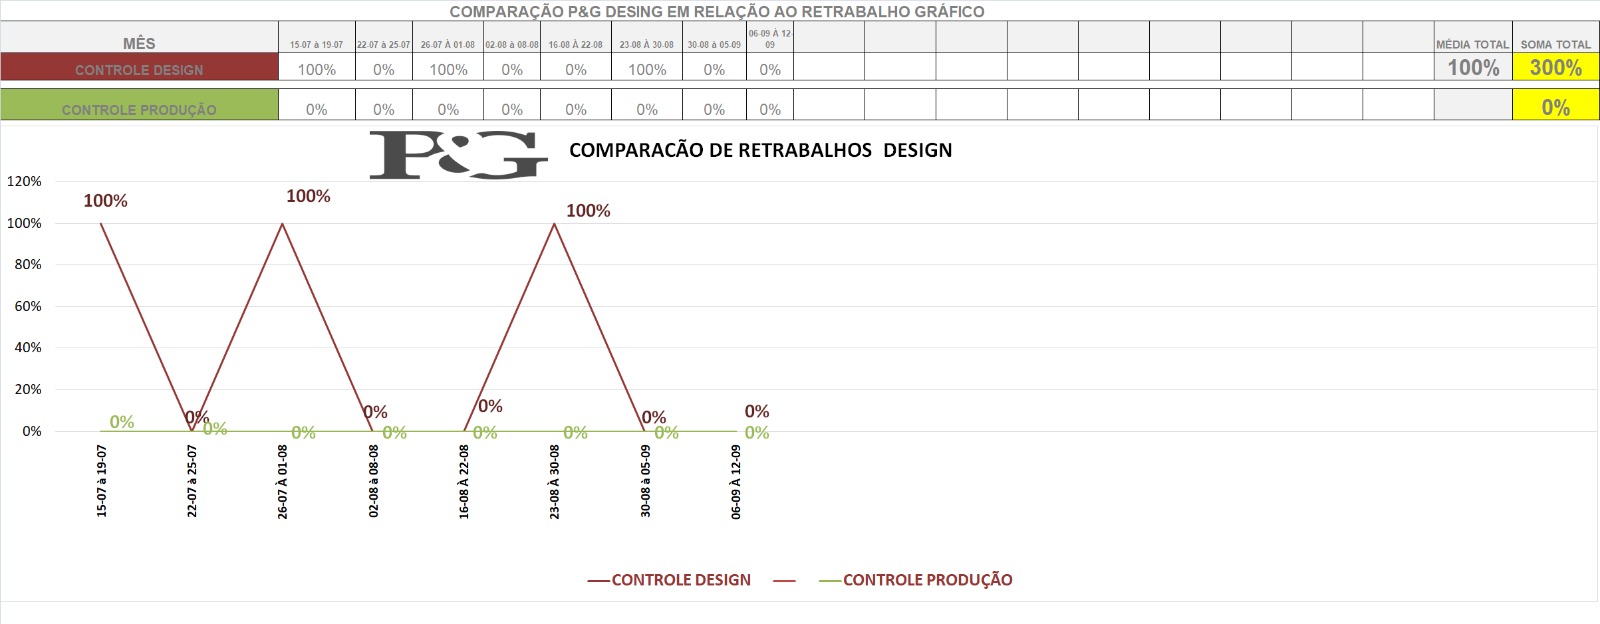 COMPARAÇÃO P&G DESING EM RELAÇÃO AO RETRABALHO GRÁFICO
MÊS 15-07 à 19-07 22-07 à 25-07 26-07 À 01-08 02-08 à 08-08 16-08 À 22-08 23-08 À 30-08 30-08 à 05-09 06-09 À 12-09 MÉDIA TOTAL SOMA TOTAL
CONTROLE DESIGN 100% 0% 100% 0% 0% 100% 0% 0% 100% 300%
CONTROLE PRODUÇÃO 0% 0% 0% 0% 0% 0% 0% 0% 0%
P&G COMPARACÃO DE RETRABALHOS DESIGN
120%
100%
80%
60%
40%
20%
0%
100% 100% 100%
0% 0% 0% 0% 0%
0% 0% 0% 0% 0% 0% 0% 0%
15-07 à 19-07
22-07 à 25-07
26-07 À 01-08
02-08 à 08-08
16-08 À 22-08
23-08 À 30-08
30-08 à 05-09
06-09 À 12-09
CONTROLE DESIGN CONTROLE PRODUÇÃO